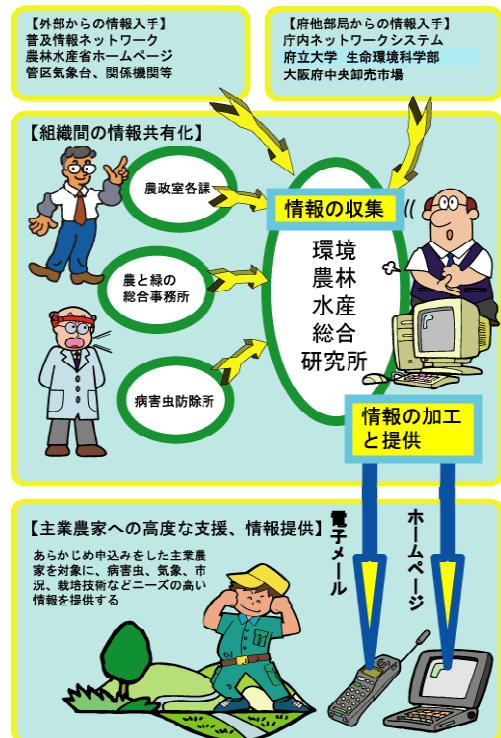 【外部からの情報入手】
普及情報ネットワーク
農林水産省ホームページ
管区気象台、関係機関等
【府他部局からの情報入手】
庁内ネットワークシステム
府立大学 生命環境科学部
大阪府中央卸売市場
【組織間の情報共有化】
農政室各課
農と緑の
総合事務所
病害虫防除所
情報の収集
環境
農林
水産
総合
研究所
情報の加工
と提供
【主業農家への高度な支援、情報提供】
あらかじめ申込みをした主業農
家を対象に、病害虫、気象、市
況、栽培技術などニーズの高い
情報を提供する
電子メール
ホームページ